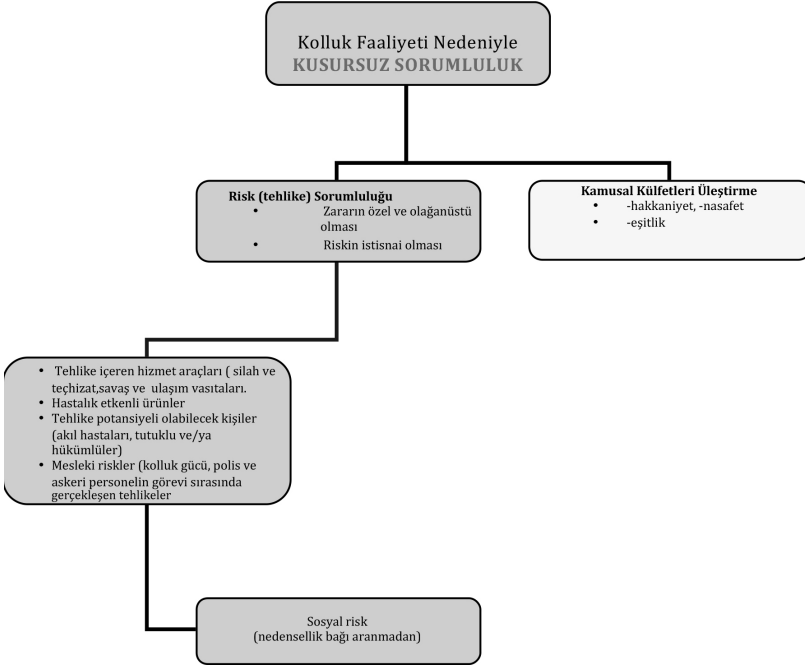 Kolluk Faaliyeti Nedeniyle
KUSURSUZ SORUMLULUK
Risk (tehlike) Sorumluluğu
• Zararın özel ve olağanüstü
olması
• Riskin istisnai olması
Kamusal Külfetleri Üleştirme
• -hakkaniyet, -nasafet
• -eşitlik
• Tehlike içeren hizmet araçları ( silah ve
teçhizat,savaş ve ulaşım vasıtaları.
• Hastalık etkenli ürünler
• Tehlike potansiyeli olabilecek kişiler
(akıl hastaları, tutuklu ve/ya
hükümlüler)
• Mesleki riskler (kolluk gücü, polis ve
askeri personelin görevi sırasında
gerçekleşen tehlikeler
Sosyal risk
(nedensellik bağı aranmadan)